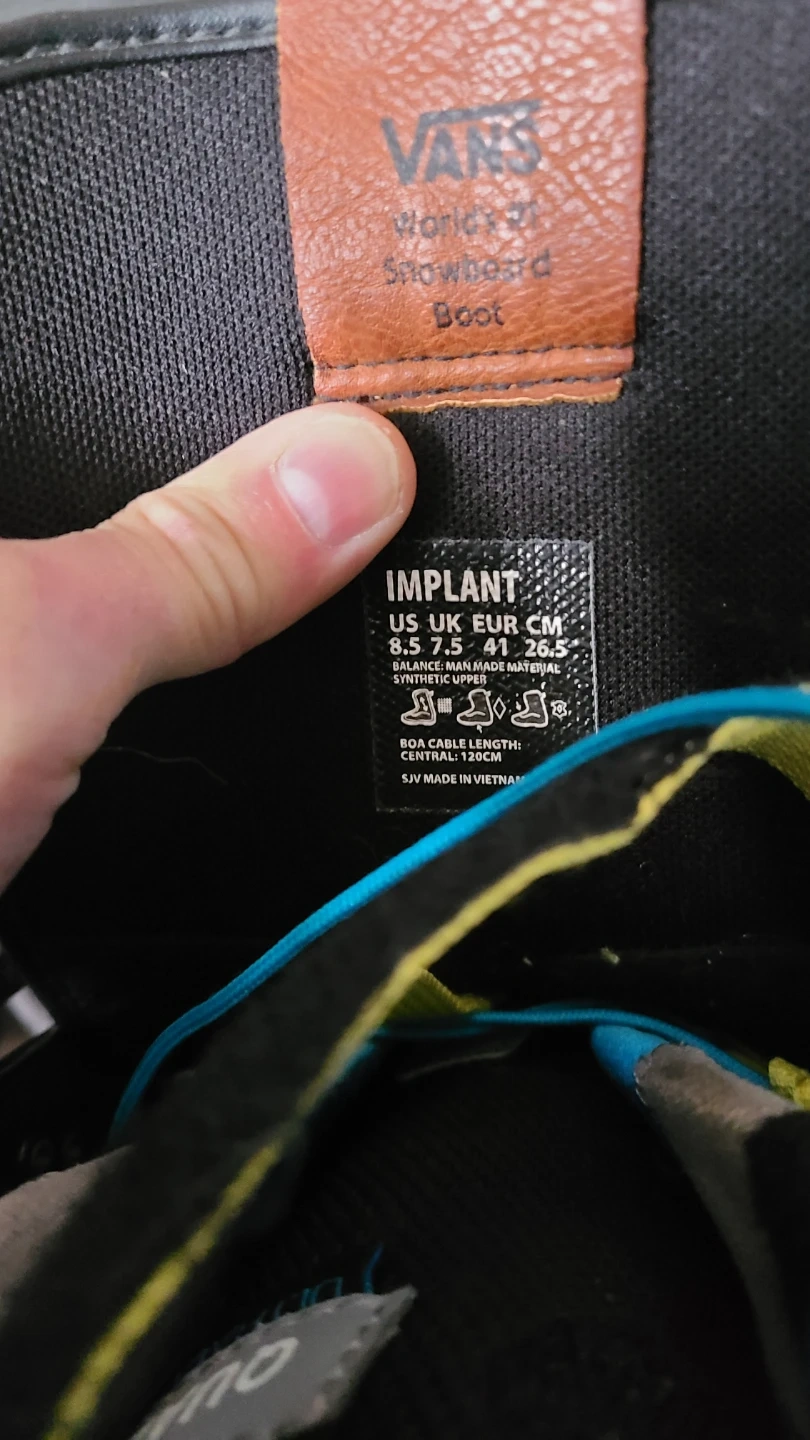 VANS
World's #1
Snowboard
Boot
IMPLANT
US UK EUR CM
8.5 7.5 41 26.5
BALANCE: MAN MADE MATERIAL
SYNTHETIC UPPER
BOA CABLE LENGTH:
CENTRAL: 120CM
SJV MADE IN VIETNAM